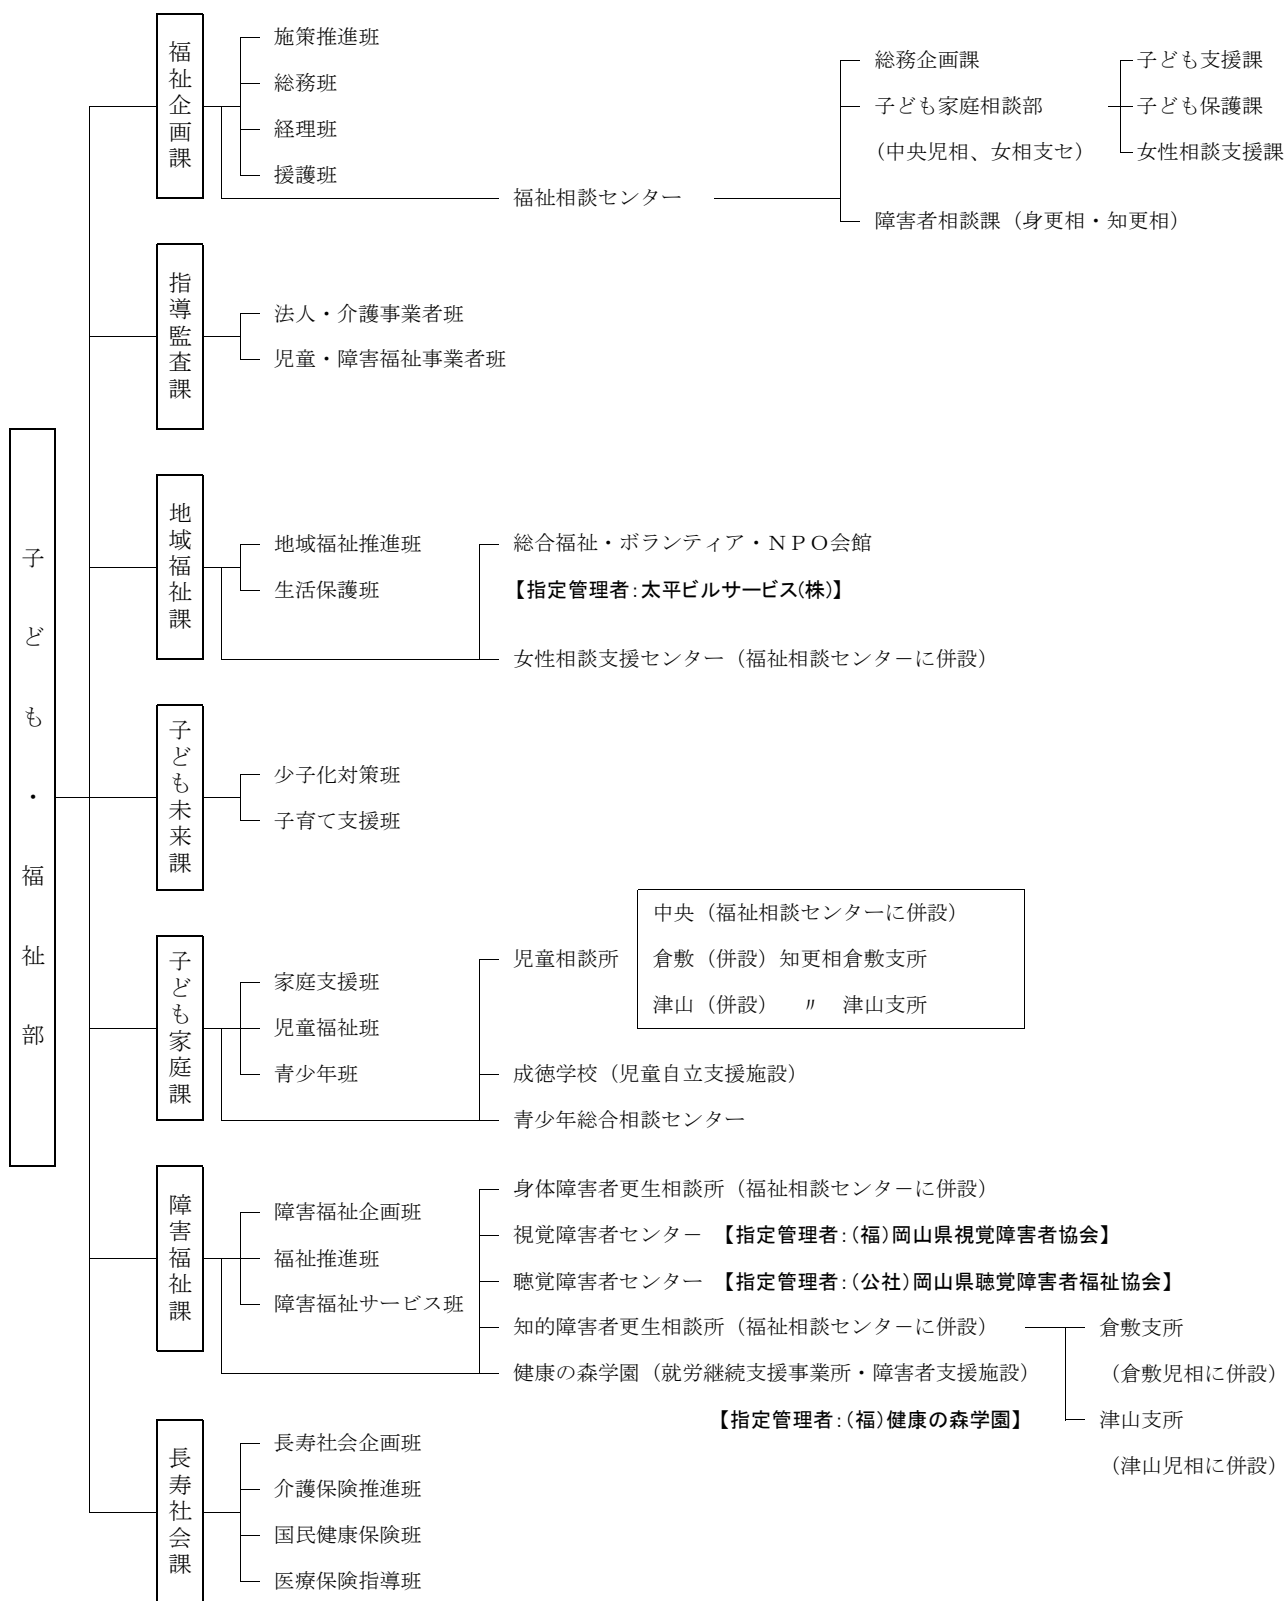 子ども・福祉部
福祉企画課
施策推進班
総務班
経理班
援護班
福祉相談センター
総務企画課
子ども家庭相談部
(中央児相、女相支セ)
子ども支援課
子ども保護課
女性相談支援課
障害者相談課(身更相・知更相)
指導監査課
法人・介護事業者班
児童・障害福祉事業者班
地域福祉課
地域福祉推進班
生活保護班
総合福祉・ボランティア・NPO会館
【指定管理者:太平ビルサービス(株)】
女性相談支援センター(福祉相談センターに併設)
子ども未来課
少子化対策班
子育て支援班
子ども家庭課
家庭支援班
児童福祉班
青少年班
児童相談所
中央(福祉相談センターに併設)
倉敷(併設)知更相倉敷支所
津山(併設) 〃 津山支所
成徳学校(児童自立支援施設)
青少年総合相談センター
障害福祉課
障害福祉企画班
福祉推進班
障害福祉サービス班
身体障害者更生相談所(福祉相談センターに併設)
視覚障害者センター 【指定管理者:(福)岡山県視覚障害者協会】
聴覚障害者センター 【指定管理者:(公社)岡山県聴覚障害者福祉協会】
知的障害者更生相談所(福祉相談センターに併設)
倉敷支所
(倉敷児相に併設)
津山支所
(津山児相に併設)
健康の森学園(就労継続支援事業所・障害者支援施設)
【指定管理者:(福)健康の森学園】
長寿社会課
長寿社会企画班
介護保険推進班
国民健康保険班
医療保険指導班